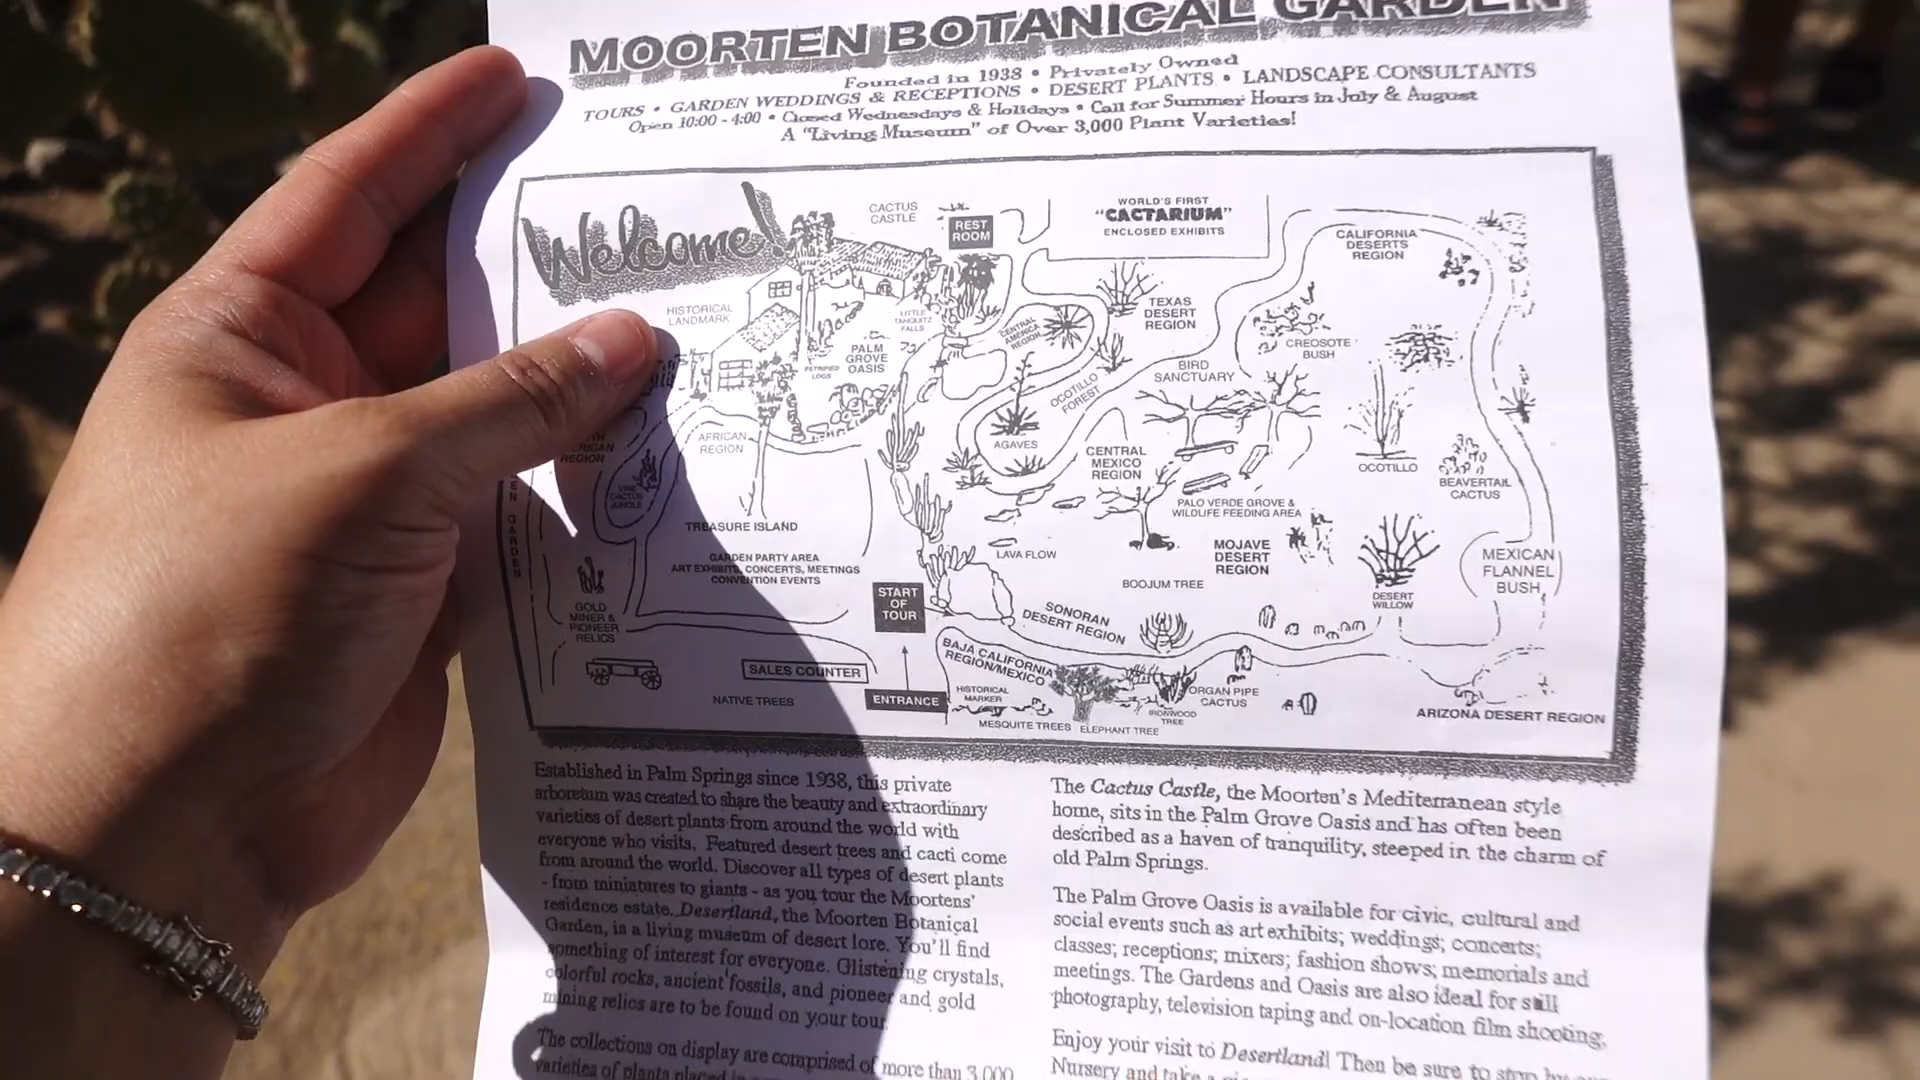 MOORTEN BOTANICAL GARDEN
Founded in 1938 • Privately Owned
TOURS • GARDEN WEDDINGS & RECEPTIONS • DESERT PLANTS • LANDSCAPE CONSULTANTS
Open 10:00 - 4:00 • Closed Wednesdays & Holidays • Call for Summer Hours in July & August
A "Living Museum" of Over 3,000 Plant Varieties!
Welcome!
CACTUS
CASTLE
REST
ROOM
WORLD'S FIRST
"CACTARIUM"
ENCLOSED EXHIBITS
CALIFORNIA
DESERTS
REGION
HISTORICAL
LANDMARK
LITTLE
TAHQUITZ
FALLS
CENTRAL
AMERICA
REGION
TEXAS
DESERT
REGION
CREOSOTE
BUSH
PALM
GROVE
OASIS
PETRIFIED
LOGS
BIRD
SANCTUARY
OCOTILLO
FOREST
AFRICAN
REGION
REGION
AGAVES
CENTRAL
MEXICO
REGION
OCOTILLO
BEAVERTAIL
CACTUS
VINE
CACTUS
JUNGLE
PALO VERDE GROVE &
WILDLIFE FEEDING AREA
GARDEN
TREASURE ISLAND
GARDEN PARTY AREA
ART EXHIBITS, CONCERTS, MEETINGS
CONVENTION EVENTS
LAVA FLOW
MOJAVE
DESERT
REGION
BOOJUM TREE
MEXICAN
FLANNEL
BUSH
GOLD
MINER &
PIONEER
RELICS
START
OF
TOUR
SONORAN
DESERT REGION
DESERT
WILLOW
SALES COUNTER
BAJA CALIFORNIA
REGION/MEXICO
NATIVE TREES
ENTRANCE
HISTORICAL
MARKER
MESQUITE TREES
ELEPHANT TREE
IRONWOOD
TREE
ORGAN PIPE
CACTUS
ARIZONA DESERT REGION
Established in Palm Springs since 1938, this private
arboretum was created to share the beauty and extraordinary
varieties of desert plants from around the world with
everyone who visits. Featured desert trees and cacti come
from around the world. Discover all types of desert plants
- from miniatures to giants - as you tour the Moortens'
residence estate. Desertland, the Moorten Botanical
Garden, is a living museum of desert lore. You'll find
something of interest for everyone. Glistening crystals,
colorful rocks, ancient fossils, and pioneer and gold
mining relics are to be found on your tour.
The collections on display are comprised of more than 3,000
varieties of plants placed in
The Cactus Castle, the Moorten's Mediterranean style
home, sits in the Palm Grove Oasis and has often been
described as a haven of tranquility, steeped in the charm of
old Palm Springs.
The Palm Grove Oasis is available for civic, cultural and
social events such as art exhibits; weddings; concerts;
classes; receptions; mixers; fashion shows; memorials and
meetings. The Gardens and Oasis are also ideal for still
photography, television taping and on-location film shooting.
Enjoy your visit to Desertland! Then be sure to stop by our
Nursery and take a